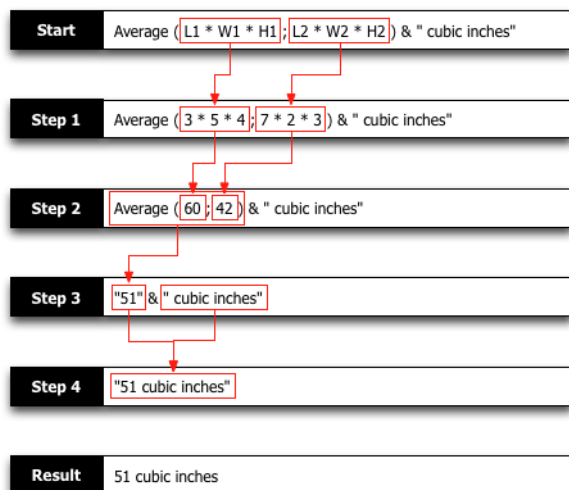 Start Average ( L1 * W1 * H1 ; L2 * W2 * H2 ) & " cubic inches"
Step 1 Average ( 3 * 5 * 4 ; 7 * 2 * 3 ) & " cubic inches"
Step 2 Average ( 60 ; 42 ) & " cubic inches"
Step 3 "51" & " cubic inches"
Step 4 "51 cubic inches"
Result 51 cubic inches